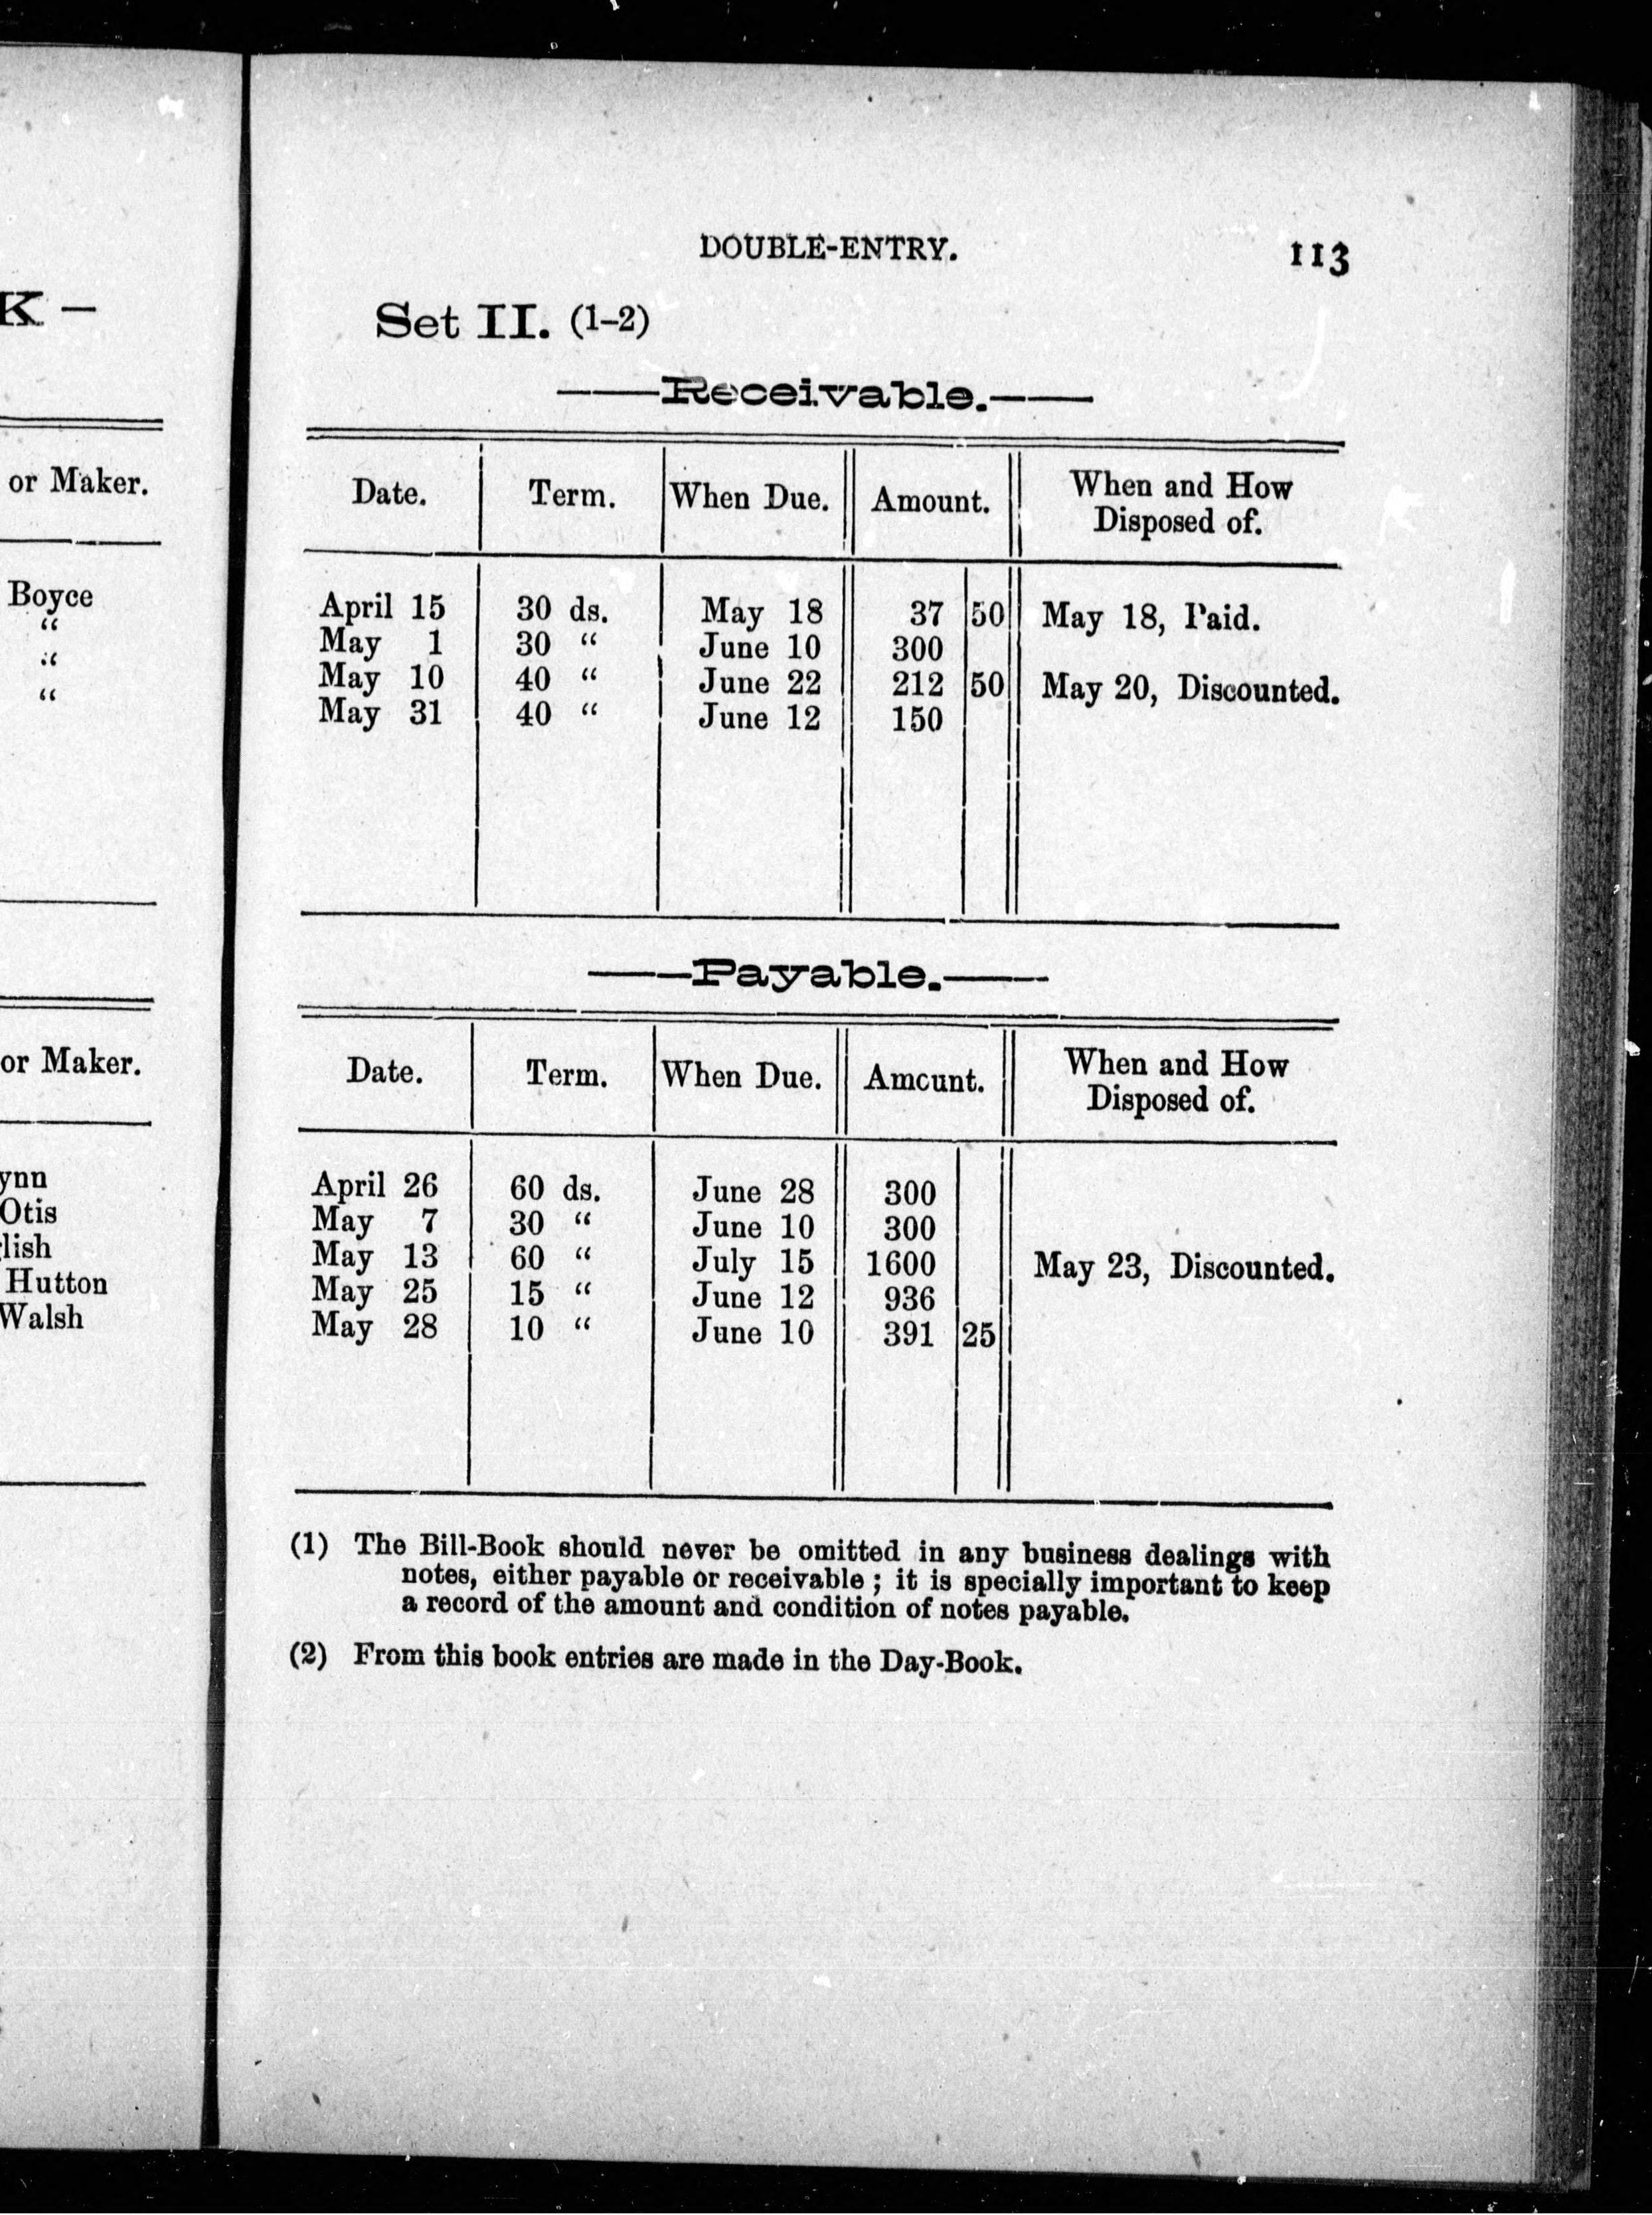 K —
or Maker.
Boyce
“
“
“
or Maker.
ynn
Otis
lish
Hutton
Walsh
DOUBLE-ENTRY. 113
Set II. (1-2)
——Receivable.——
Date. Term. When Due. Amount. When and How
Disposed of.
April 15 30 ds. May 18 37 50 May 18, Paid.
May 1 30 “ June 10 300
May 10 40 “ June 22 212 50 May 20, Discounted.
May 31 40 “ June 12 150
——Payable.——
Date. Term. When Due. Amcunt. When and How
Disposed of.
April 26 60 ds. June 28 300
May 7 30 “ June 10 300
May 13 60 “ July 15 1600 May 23, Discounted.
May 25 15 “ June 12 936
May 28 10 “ June 10 391 25
(1) The Bill-Book should never be omitted in any business dealings with
notes, either payable or receivable ; it is specially important to keep
a record of the amount and condition of notes payable.
(2) From this book entries are made in the Day-Book.